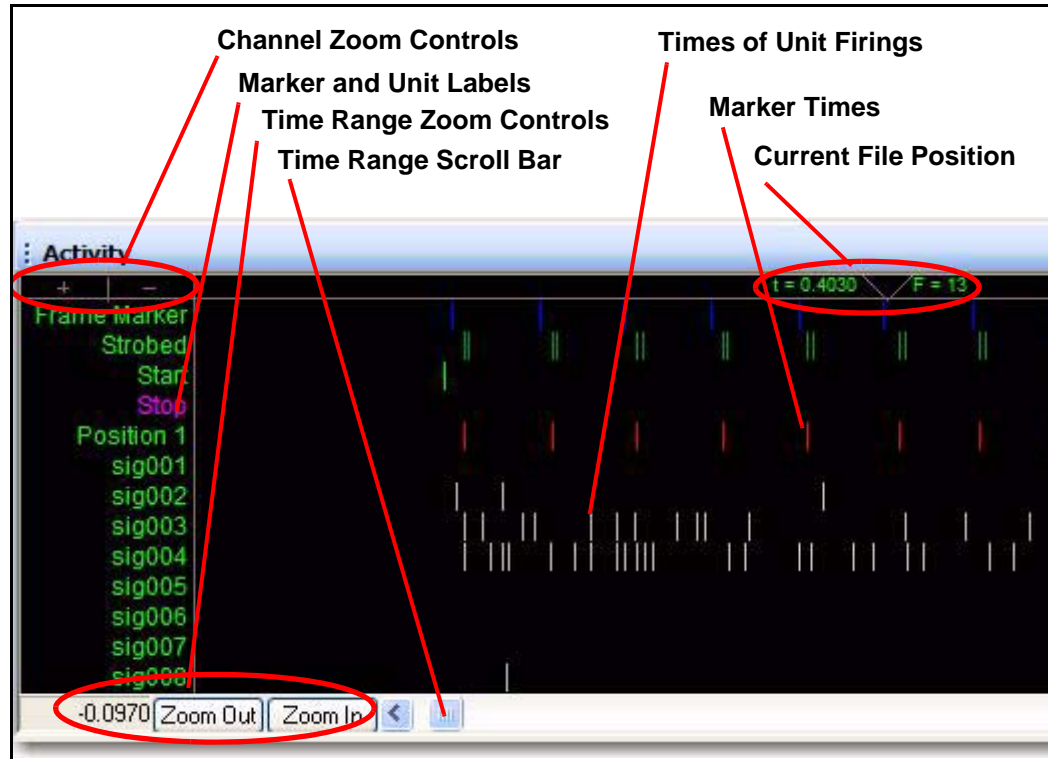 Channel Zoom Controls
Times of Unit Firings
Marker and Unit Labels
Marker Times
Time Range Zoom Controls
Time Range Scroll Bar
Current File Position
Activity
+ −
t = 0.4030 F = 13
Frame Marker
Strobed
Start
Stop
Position 1
sig001
sig002
sig003
sig004
sig005
sig006
sig007
sig008
-0.0970 Zoom Out Zoom In <